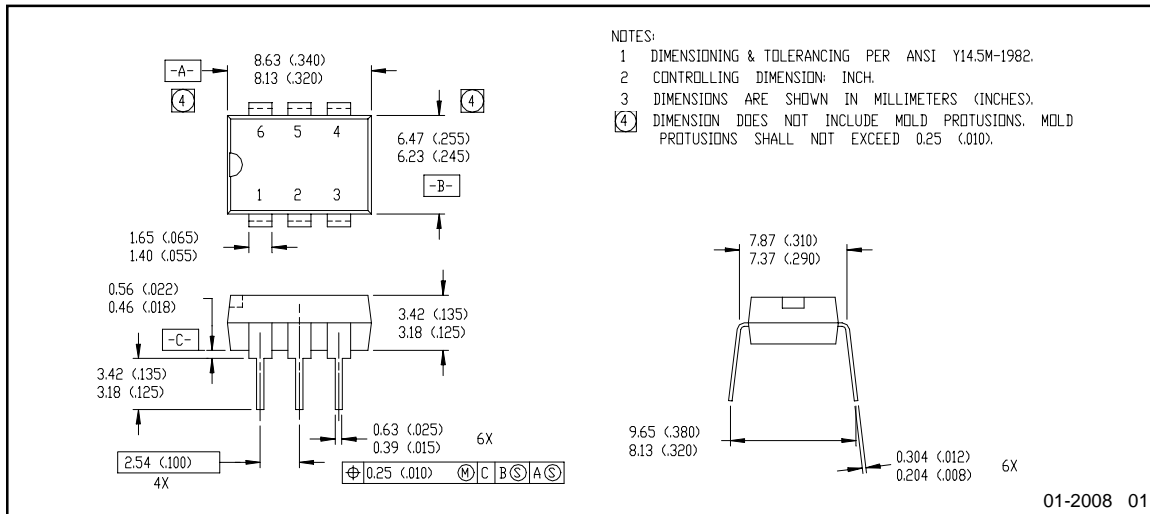 8.63 (.340)
8.13 (.320)
-A-
4
4
6 5 4
1 2 3
6.47 (.255)
6.23 (.245)
-B-
1.65 (.065)
1.40 (.055)
0.56 (.022)
0.46 (.018)
-C-
3.42 (.135)
3.18 (.125)
3.42 (.135)
3.18 (.125)
0.63 (.025)
0.39 (.015)
6X
2.54 (.100)
4X
⌖ 0.25 (.010) Ⓜ C B Ⓢ A Ⓢ
NOTES:
1 DIMENSIONING & TOLERANCING PER ANSI Y14.5M-1982.
2 CONTROLLING DIMENSION: INCH.
3 DIMENSIONS ARE SHOWN IN MILLIMETERS (INCHES).
4 DIMENSION DOES NOT INCLUDE MOLD PROTUSIONS. MOLD
PROTUSIONS SHALL NOT EXCEED 0.25 (.010).
7.87 (.310)
7.37 (.290)
9.65 (.380)
8.13 (.320)
0.304 (.012)
0.204 (.008)
6X
01-2008 01